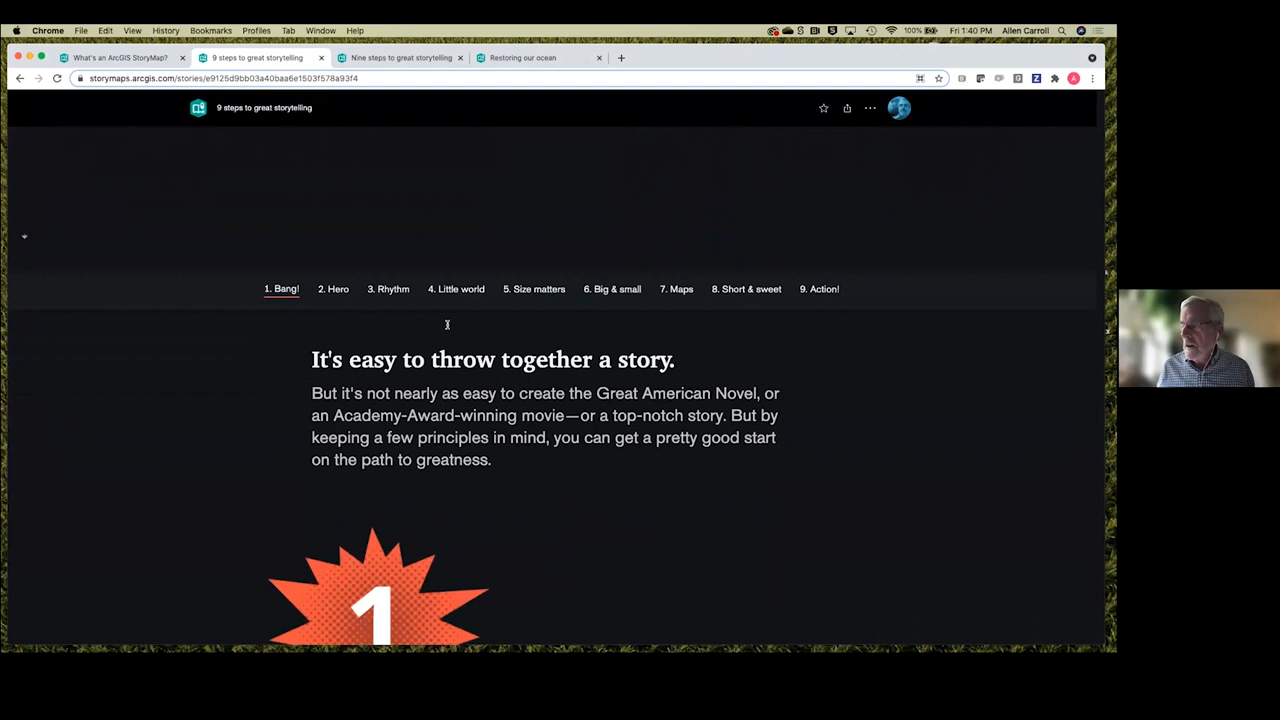 Chrome File Edit View History Bookmarks Profiles Tab Window Help 100% Fri 1:40 PM Allen Carroll
What's an ArcGIS StoryMap? 9 steps to great storytelling Nine steps to great storytelling Restoring our ocean
storymaps.arcgis.com/stories/e9125d9bb03a40baa6e1503f578a93f4
9 steps to great storytelling
1. Bang! 2. Hero 3. Rhythm 4. Little world 5. Size matters 6. Big & small 7. Maps 8. Short & sweet 9. Action!
It's easy to throw together a story.
But it's not nearly as easy to create the Great American Novel, or
an Academy-Award-winning movie—or a top-notch story. But by
keeping a few principles in mind, you can get a pretty good start
on the path to greatness.
1